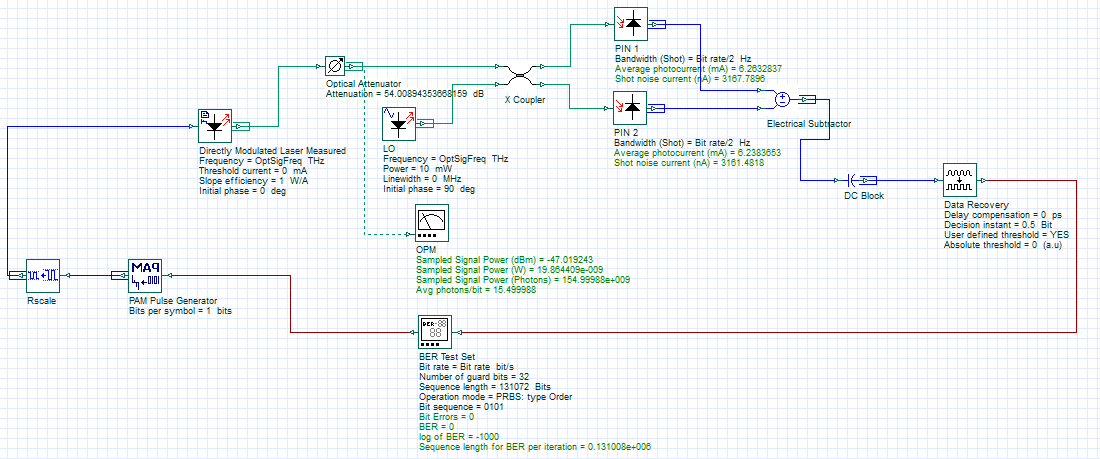 PIN 1
Bandwidth (Shot) = Bit rate/2 Hz
Average photocurrent (mA) = 6.2632837
Shot noise current (nA) = 3167.7896
Optical Attenuator
Attenuation = 54.00894353668159 dB
X Coupler
Electrical Subtractor
PIN 2
Bandwidth (Shot) = Bit rate/2 Hz
Average photocurrent (mA) = 6.2383653
Shot noise current (nA) = 3161.4818
Directly Modulated Laser Measured
Frequency = OptSigFreq THz
Threshold current = 0 mA
Slope efficiency = 1 W/A
Initial phase = 0 deg
LO
Frequency = OptSigFreq THz
Power = 10 mW
Linewidth = 0 MHz
Initial phase = 90 deg
DC Block
Data Recovery
Delay compensation = 0 ps
Decision instant = 0.5 Bit
User defined threshold = YES
Absolute threshold = 0 (a.u)
OPM
Sampled Signal Power (dBm) = -47.019243
Sampled Signal Power (W) = 19.864409e-009
Sampled Signal Power (Photons) = 154.99988e+009
Avg photons/bit = 15.499988
Rscale
PAM
PAM Pulse Generator
Bits per symbol = 1 bits
BER Test Set
Bit rate = Bit rate bit/s
Number of guard bits = 32
Sequence length = 131072 Bits
Operation mode = PRBS: type Order
Bit sequence = 0101
Bit Errors = 0
BER = 0
log of BER = -1000
Sequence length for BER per iteration = 0.131008e+006